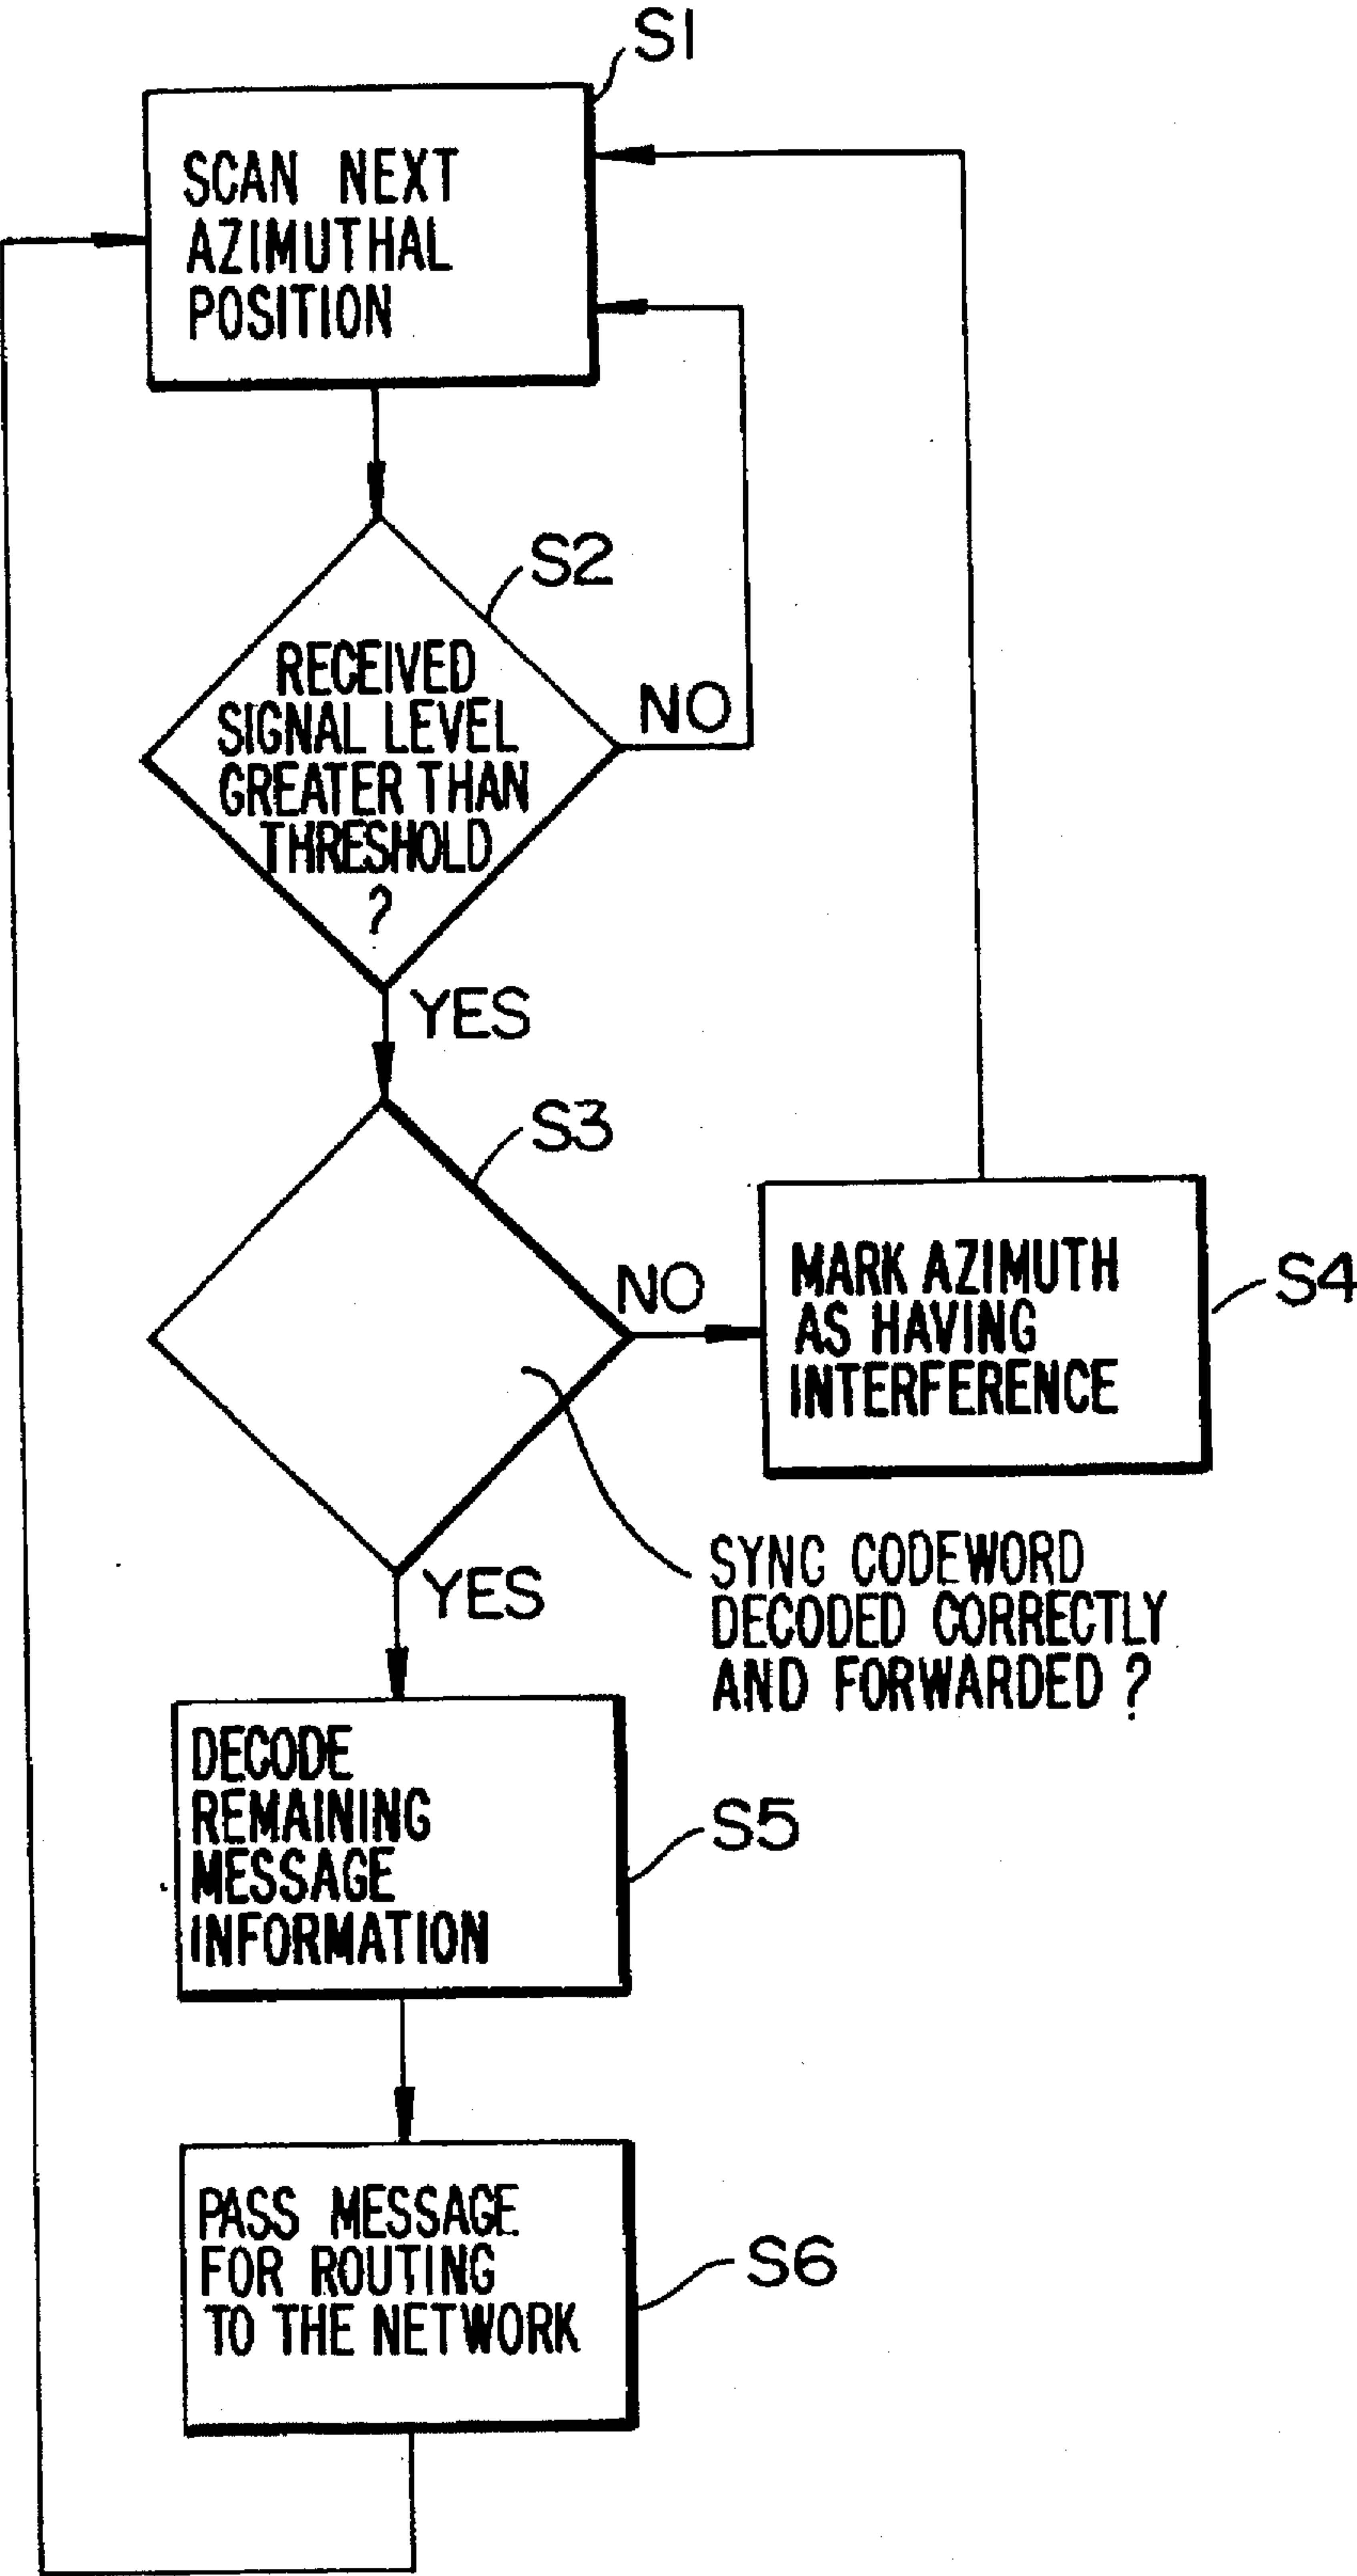 S1
SCAN NEXT
AZIMUTHAL
POSITION
S2
RECEIVED
SIGNAL LEVEL
GREATER THAN
THRESHOLD
?
NO
YES
S3
NO
MARK AZIMUTH
AS HAVING
INTERFERENCE
S4
SYNC CODEWORD
DECODED CORRECTLY
AND FORWARDED ?
YES
DECODE
REMAINING
MESSAGE
INFORMATION
S5
PASS MESSAGE
FOR ROUTING
TO THE NETWORK
S6